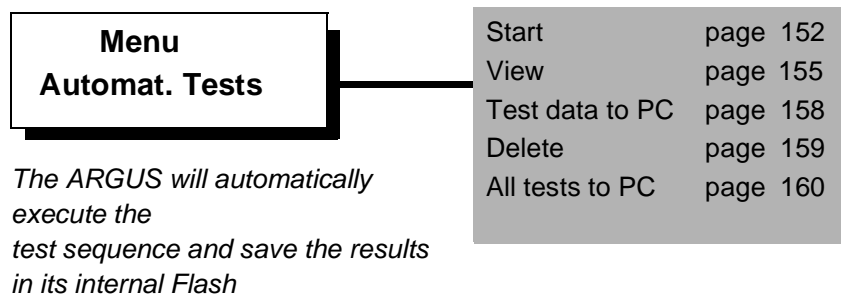 Menu
Automat. Tests
The ARGUS will automatically
execute the
test sequence and save the results
in its internal Flash
Start page 152
View page 155
Test data to PC page 158
Delete page 159
All tests to PC page 160